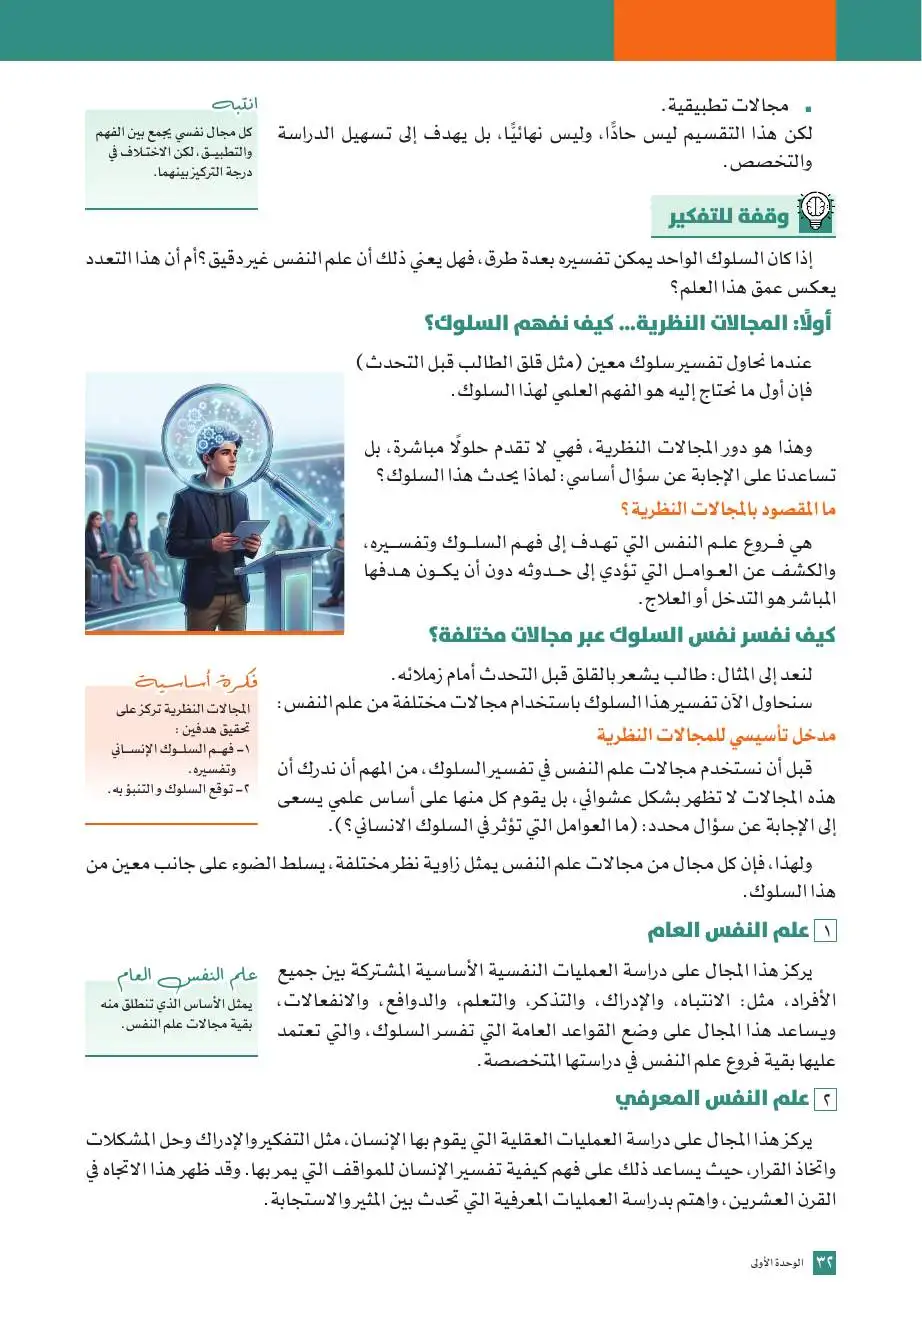 ▪ مجالات تطبيقية.
لكن هذا التقسيم ليس حادًا، وليس نهائيًا، بل يهدف إلى تسهيل الدراسة
والتخصص.
انتبه
كل مجال نفسي يجمع بين الفهم
والتطبيـق، لكن الاختـلاف في
درجة التركيز بينهما.
وقفة للتفكير
إذا كان السلوك الواحد يمكن تفسيره بعدة طرق، فهل يعني ذلك أن علم النفس غير دقيق؟ أم أن هذا التعدد
يعكس عمق هذا العلم؟
أولًا: المجالات النظرية... كيف نفهم السلوك؟
عندما نحاول تفسير سلوك معين (مثل قلق الطالب قبل التحدث)
فإن أول ما نحتاج إليه هو الفهم العلمي لهذا السلوك.
وهذا هو دور المجالات النظرية، فهي لا تقدم حلولًا مباشرة، بل
تساعدنا على الإجابة عن سؤال أساسي: لماذا يحدث هذا السلوك؟
ما المقصود بالمجالات النظرية؟
هي فـروع علـم النفس التي تهـدف إلى فهـم السلــوك وتفســيره،
والكشف عن العوامـل التي تؤدي إلى حــدوثه دون أن يكــون هـدفها
المباشر هو التدخل أو العلاج.
كيف نفسر نفس السلوك عبر مجالات مختلفة؟
لنعد إلى المثال: طالب يشعر بالقلق قبل التحدث أمام زملائه.
سنحاول الآن تفسير هذا السلوك باستخدام مجالات مختلفة من علم النفس:
فكرة أساسية
المجالات النظرية تركز على
تحقيق هدفين :
١- فهـم السلــوك الإنســاني
وتفسيره.
٢- توقع السلوك و التنبؤ به.
مدخل تأسيسي للمجالات النظرية
قبل أن نستخدم مجالات علم النفس في تفسير السلوك، من المهم أن ندرك أن
هذه المجالات لا تظهر بشكل عشوائي، بل يقوم كل منها على أساس علمي يسعى
إلى الإجابة عن سؤال محدد: (ما العوامل التي تؤثر في السلوك الانساني؟).
ولهذا، فإن كل مجال من مجالات علم النفس يمثل زاوية نظر مختلفة، يسلط الضوء على جانب معين من
هذا السلوك.
١ علم النفس العام
يركز هذا المجال على دراسة العمليات النفسية الأساسية المشتركة بين جميع
الأفراد، مثل: الانتباه، والإدراك، والتذكر، والتعلم، والدوافع، والانفعالات،
ويساعد هذا المجال على وضع القواعد العامة التي تفسر السلوك، والتي تعتمد
عليها بقية فروع علم النفس في دراستها المتخصصة.
علم النفس العام
يمثل الأساس الذي تنطلق منه
بقية مجالات علم النفس.
٢ علم النفس المعرفي
يركز هذا المجال على دراسة العمليات العقلية التي يقوم بها الإنسان، مثل التفكير والإدراك وحل المشكلات
واتخاذ القرار، حيث يساعد ذلك على فهم كيفية تفسير الإنسان للمواقف التي يمر بها. وقد ظهر هذا الاتجاه في
القرن العشرين، واهتم بدراسة العمليات المعرفية التي تحدث بين المثير والاستجابة.
٣٢ الوحدة الأولى